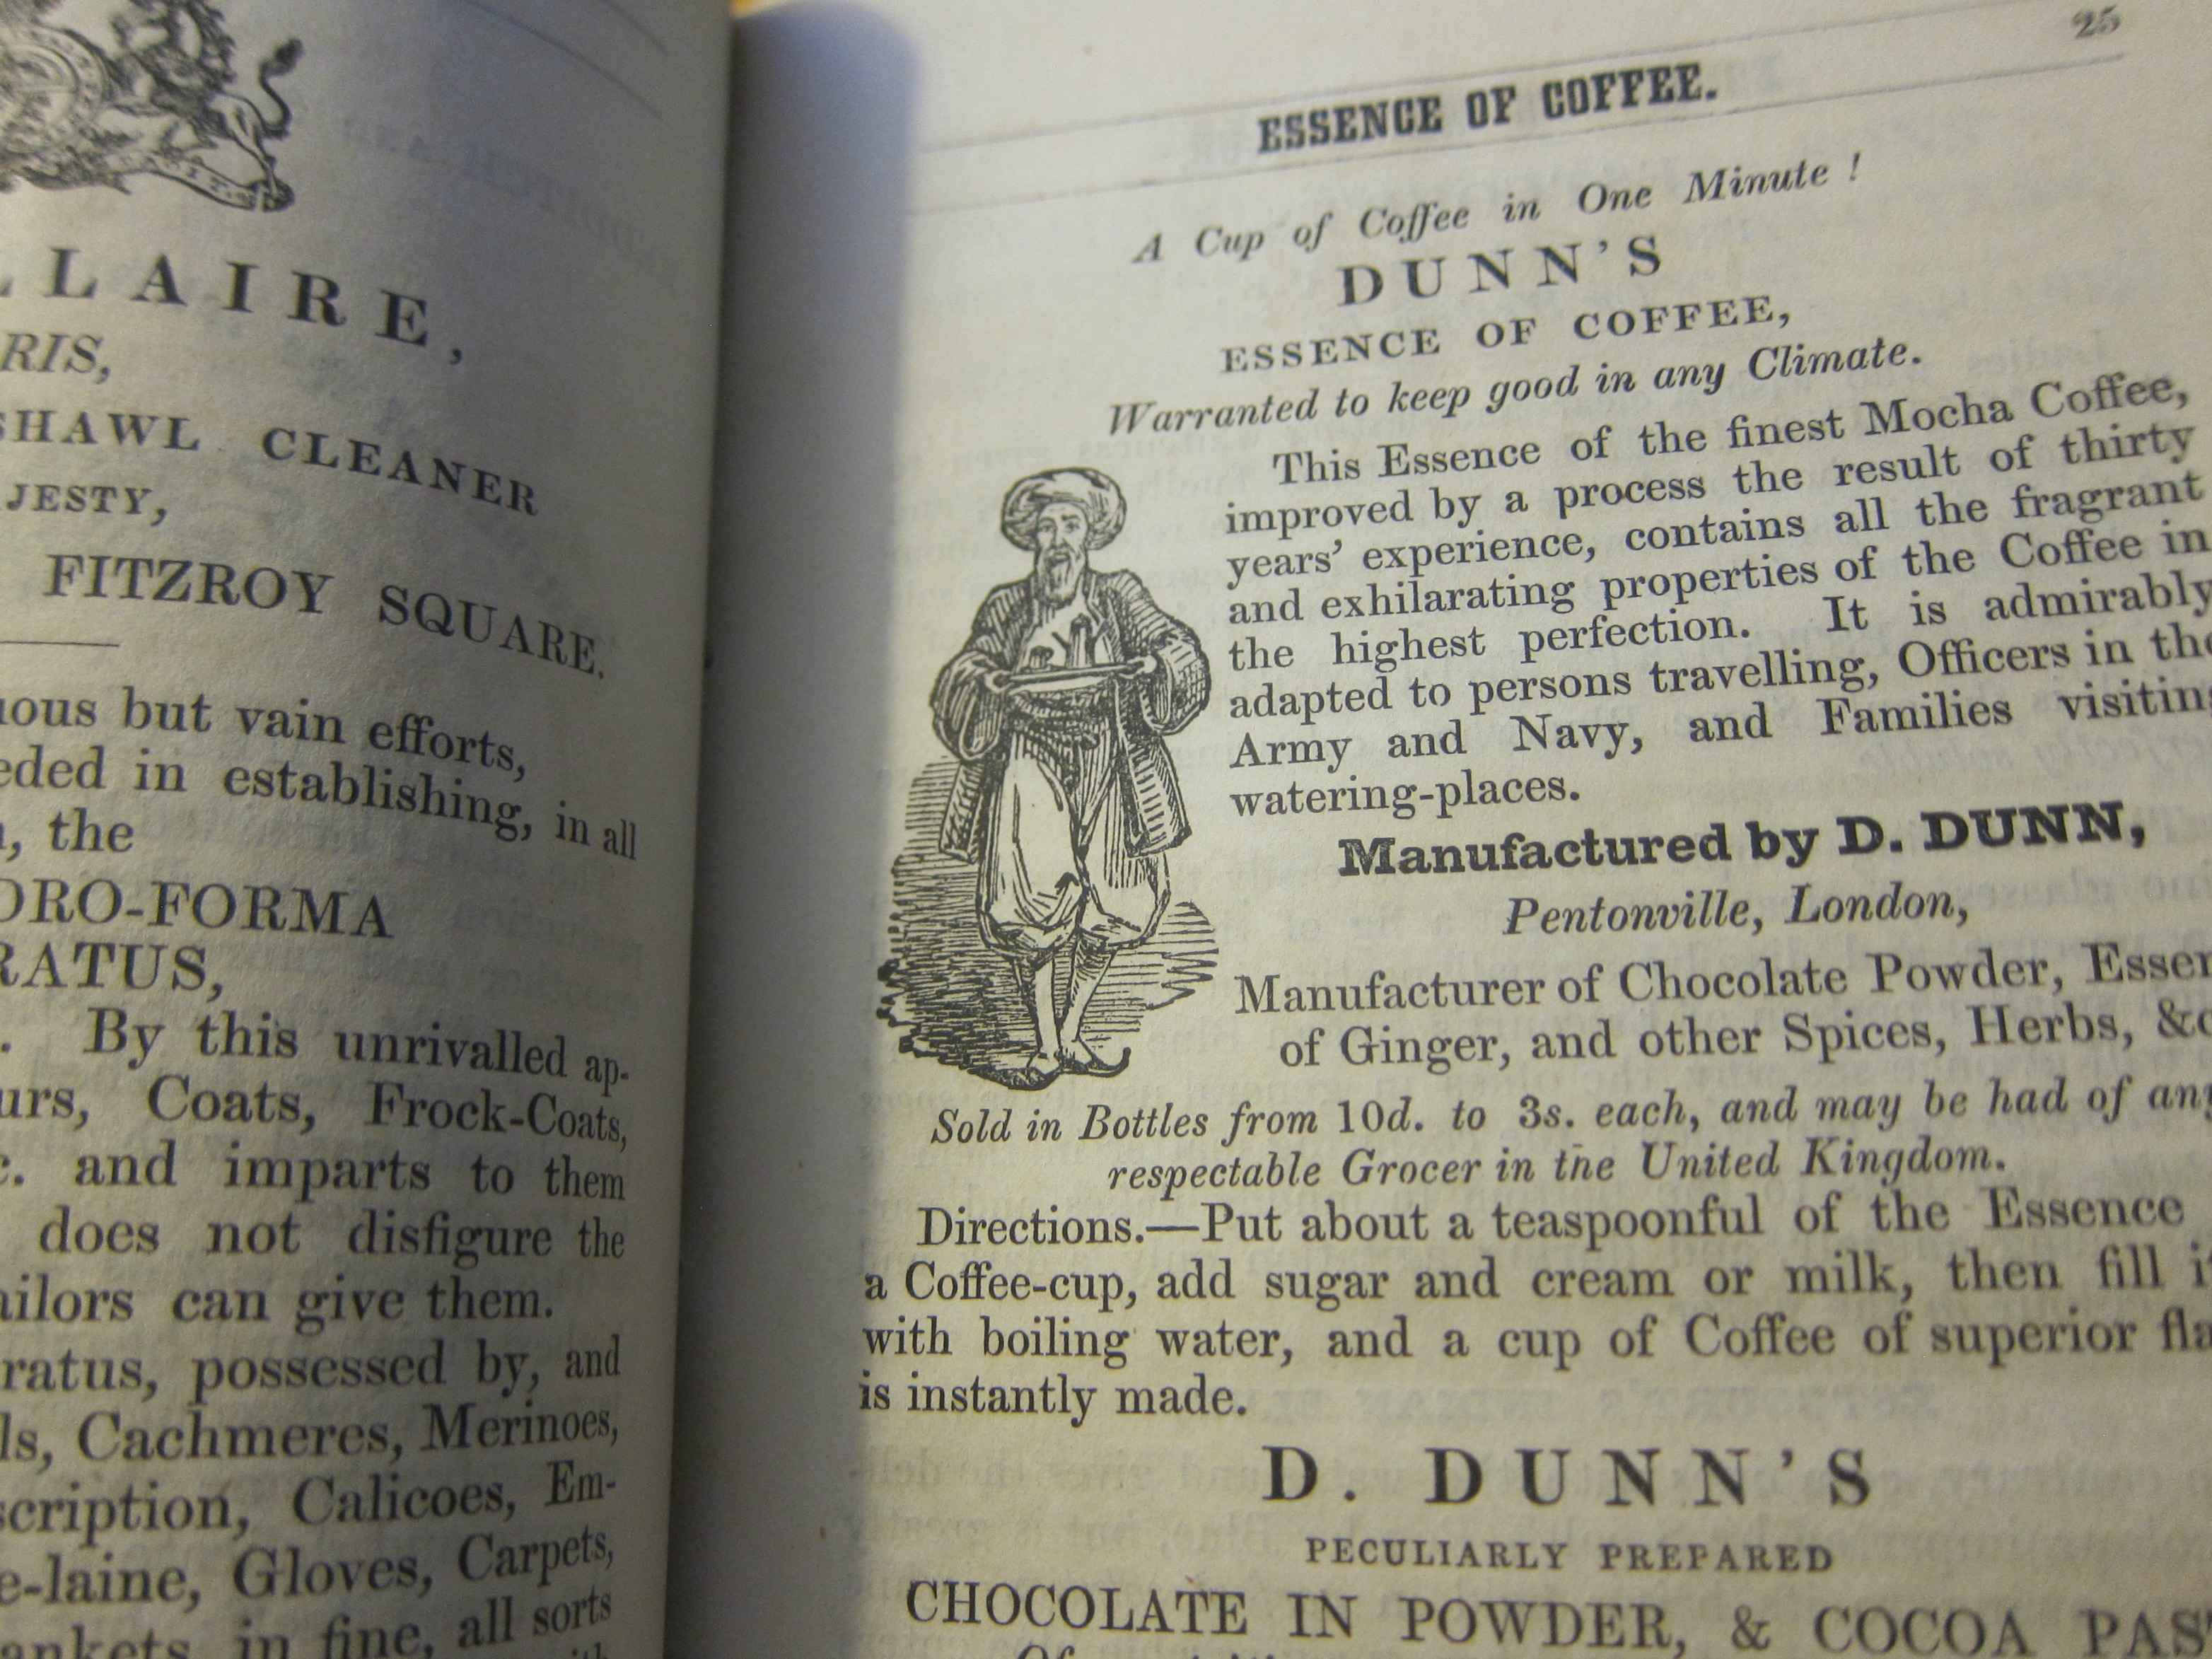 LLAIRE,
RIS,
SHAWL CLEANER
JESTY,
FITZROY SQUARE.
uous but vain efforts,
eded in establishing, in all
, the
DRO-FORMA
RATUS,
. By this unrivalled ap-
urs, Coats, Frock-Coats,
c. and imparts to them
does not disfigure the
ailors can give them.
ratus, possessed by, and
ls, Cachmeres, Merinoes,
scription, Calicoes, Em-
e-laine, Gloves, Carpets,
ankets, in fine, all sorts
25
ESSENCE OF COFFEE.
A Cup of Coffee in One Minute !
DUNN'S
ESSENCE OF COFFEE,
Warranted to keep good in any Climate.
This Essence of the finest Mocha Coffee,
improved by a process the result of thirty
years' experience, contains all the fragrant
and exhilarating properties of the Coffee in
the highest perfection. It is admirably
adapted to persons travelling, Officers in the
Army and Navy, and Families visiting
watering-places.
Manufactured by D. DUNN,
Pentonville, London,
Manufacturer of Chocolate Powder, Essen
of Ginger, and other Spices, Herbs, &c
Sold in Bottles from 10d. to 3s. each, and may be had of any
respectable Grocer in the United Kingdom.
Directions.—Put about a teaspoonful of the Essence
a Coffee-cup, add sugar and cream or milk, then fill it
with boiling water, and a cup of Coffee of superior fla
is instantly made.
D. DUNN'S
PECULIARLY PREPARED
CHOCOLATE IN POWDER, & COCOA PAS